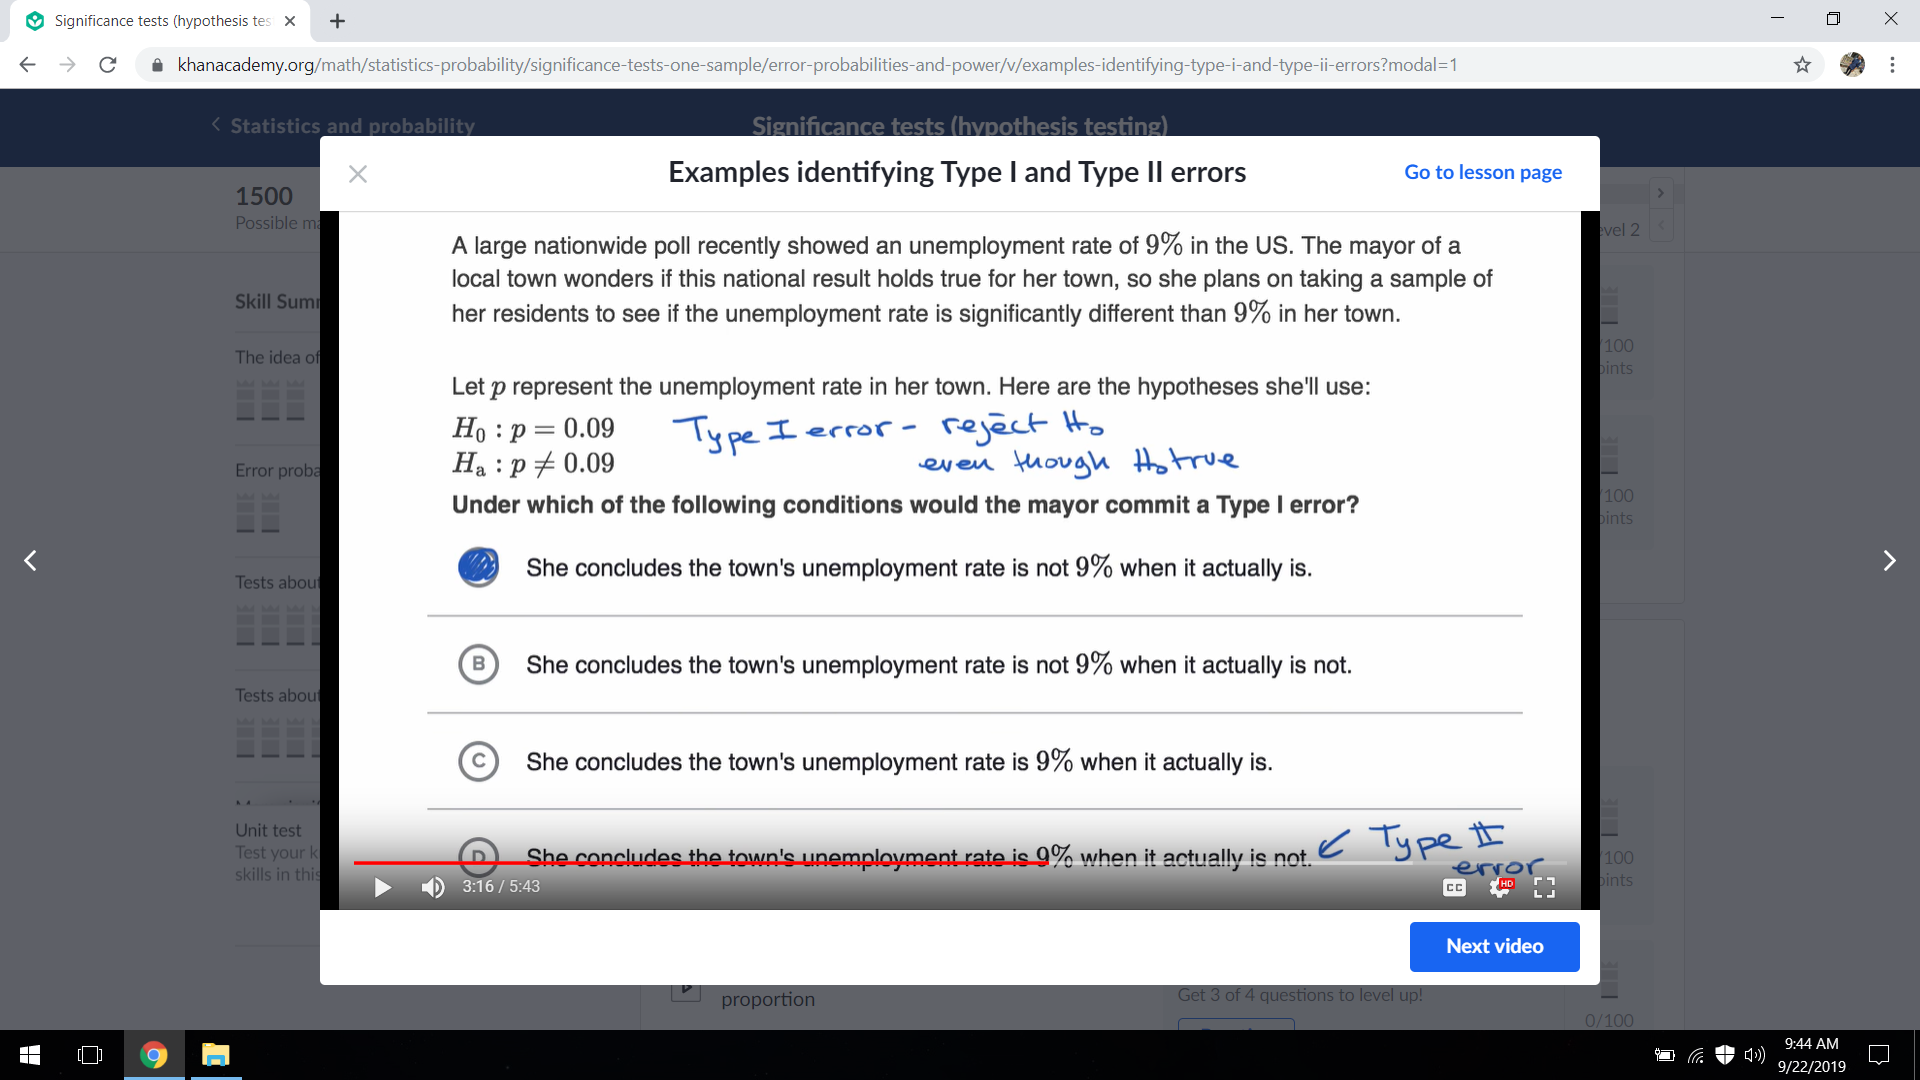 Significance tests (hypothesis tes
khanacademy.org/math/statistics-probability/significance-tests-one-sample/error-probabilities-and-power/v/examples-identifying-type-i-and-type-ii-errors?modal=1
Statistics and probability
Significance tests (hypothesis testing)
Examples identifying Type I and Type II errors
Go to lesson page
1500
Possible ma
evel 2
A large nationwide poll recently showed an unemployment rate of 9% in the US. The mayor of a
local town wonders if this national result holds true for her town, so she plans on taking a sample of
her residents to see if the unemployment rate is significantly different than 9% in her town.
Skill Summ
The idea of
/100
oints
Let p represent the unemployment rate in her town. Here are the hypotheses she'll use:
H₀ : p = 0.09
Type I error - reject H₀
Hₐ : p ≠ 0.09
even though H₀ true
Error proba
/100
oints
Under which of the following conditions would the mayor commit a Type I error?
She concludes the town's unemployment rate is not 9% when it actually is.
Tests about
B She concludes the town's unemployment rate is not 9% when it actually is not.
Tests about
C She concludes the town's unemployment rate is 9% when it actually is.
Unit test
Test your k
skills in this
D She concludes the town's unemployment rate is 9% when it actually is not.
Type II
error
/100
oints
3:16 / 5:43
CC
HD
Next video
proportion
Get 3 of 4 questions to level up!
0/100
9:44 AM
9/22/2019